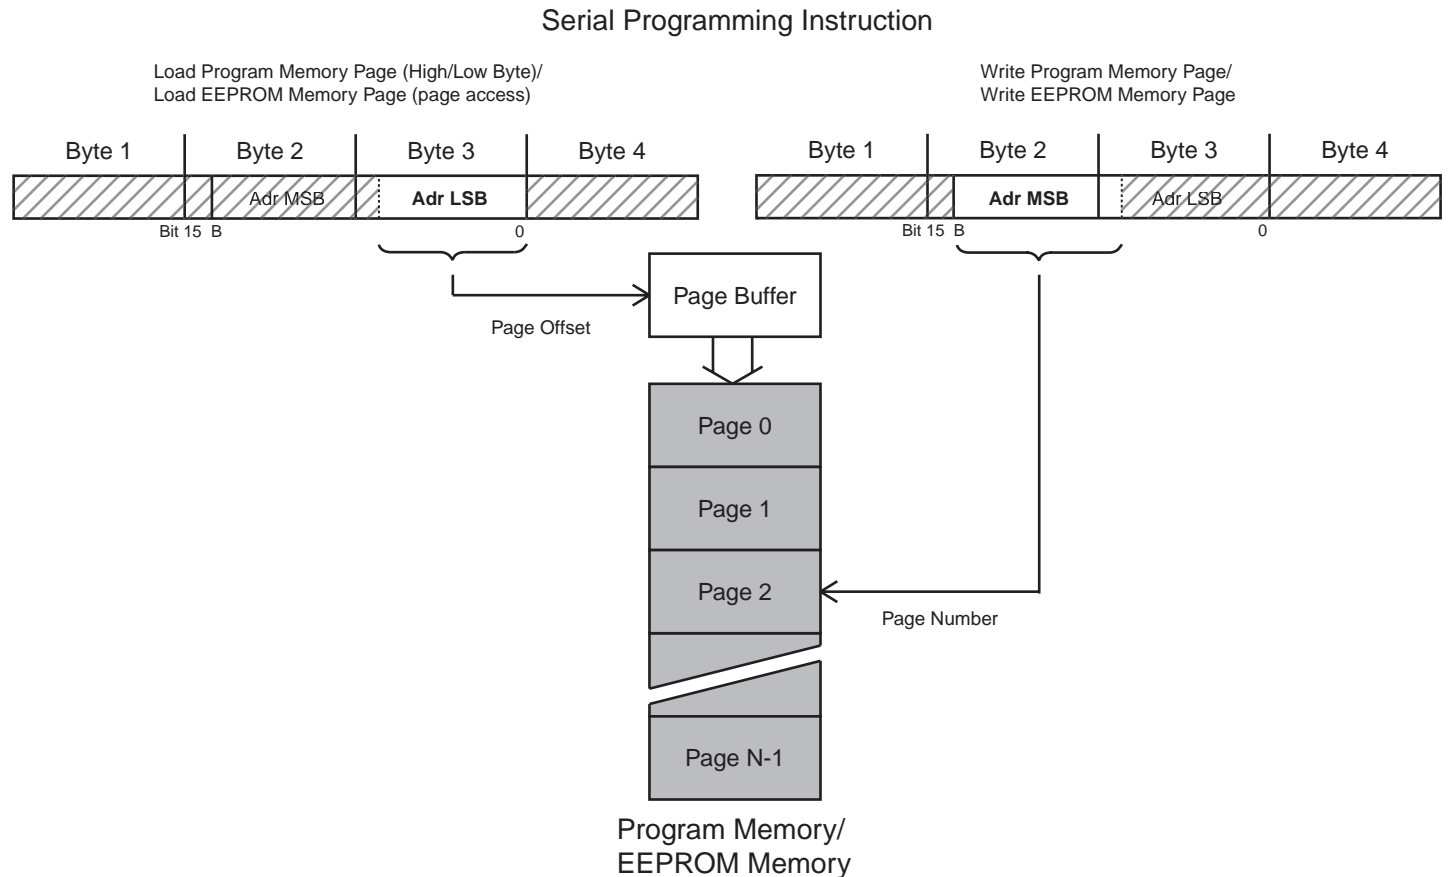 Serial Programming Instruction
Load Program Memory Page (High/Low Byte)/
Load EEPROM Memory Page (page access)
Write Program Memory Page/
Write EEPROM Memory Page
Byte 1
Byte 2
Byte 3
Byte 4
Byte 1
Byte 2
Byte 3
Byte 4
Adr MSB
Adr LSB
Adr MSB
Adr LSB
Bit 15 B
0
Bit 15 B
0
Page Buffer
Page Offset
Page 0
Page 1
Page 2
Page Number
Page N-1
Program Memory/
EEPROM Memory